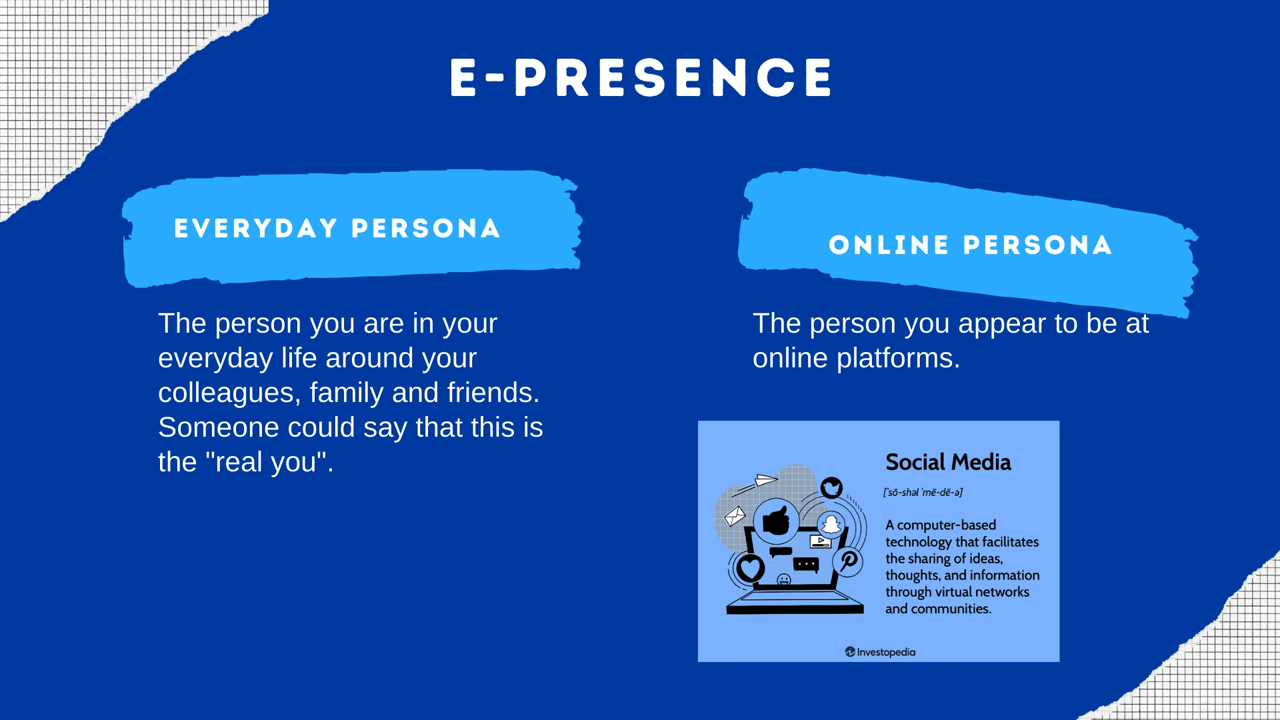 E-PRESENCE
EVERYDAY PERSONA
The person you are in your
everyday life around your
colleagues, family and friends.
Someone could say that this is
the "real you".
ONLINE PERSONA
The person you appear to be at
online platforms.
Social Media
['sō-shəl 'mē-dē-ə]
A computer-based
technology that facilitates
the sharing of ideas,
thoughts, and information
through virtual networks
and communities.
Investopedia